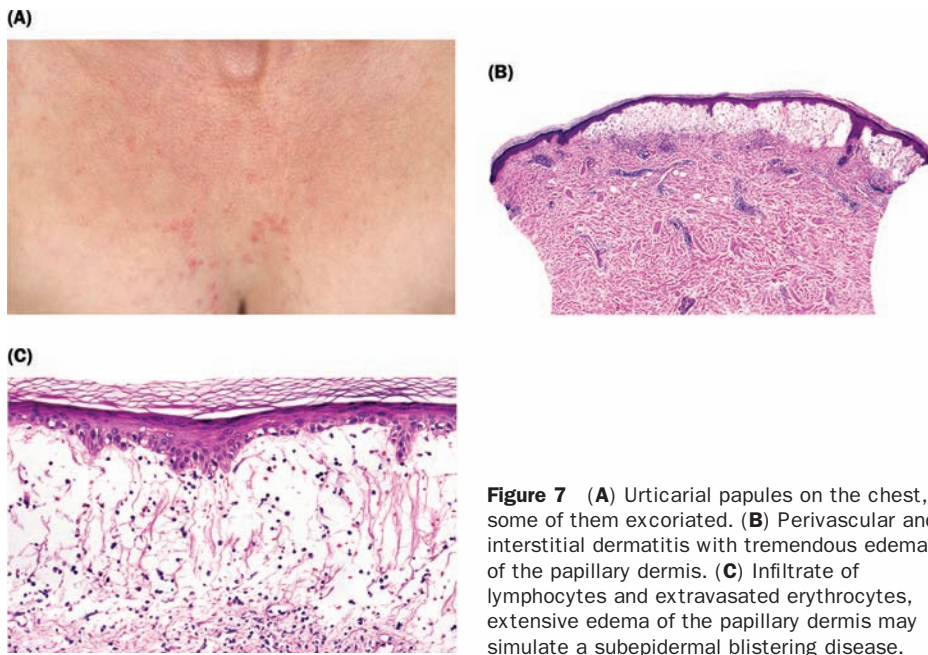 (A)
(B)
(C)
Figure 7 (A) Urticarial papules on the chest,
some of them excoriated. (B) Perivascular and
interstitial dermatitis with tremendous edema
of the papillary dermis. (C) Infiltrate of
lymphocytes and extravasated erythrocytes,
extensive edema of the papillary dermis may
simulate a subepidermal blistering disease.